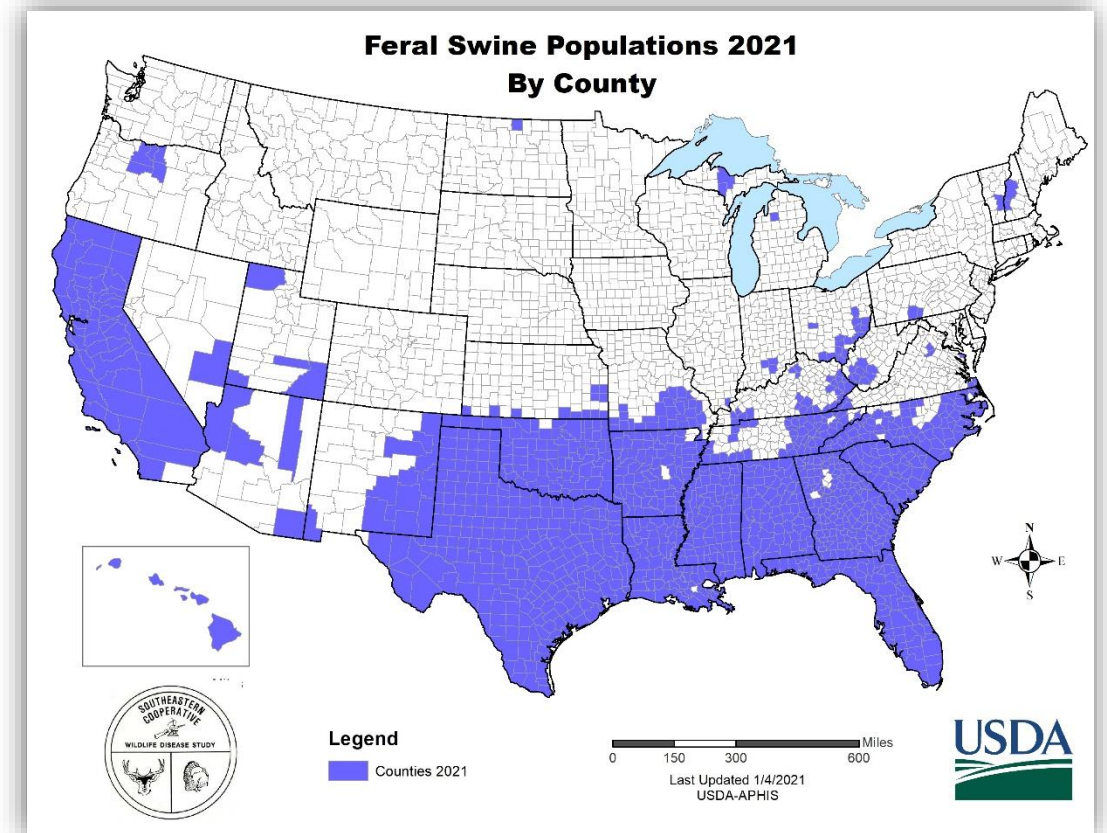 Feral Swine Populations 2021
By County
N
W
E
S
SOUTHEASTERN
COOPERATIVE
WILDLIFE DISEASE STUDY
Legend
Counties 2021
Miles
0 150 300 600
Last Updated 1/4/2021
USDA-APHIS
USDA